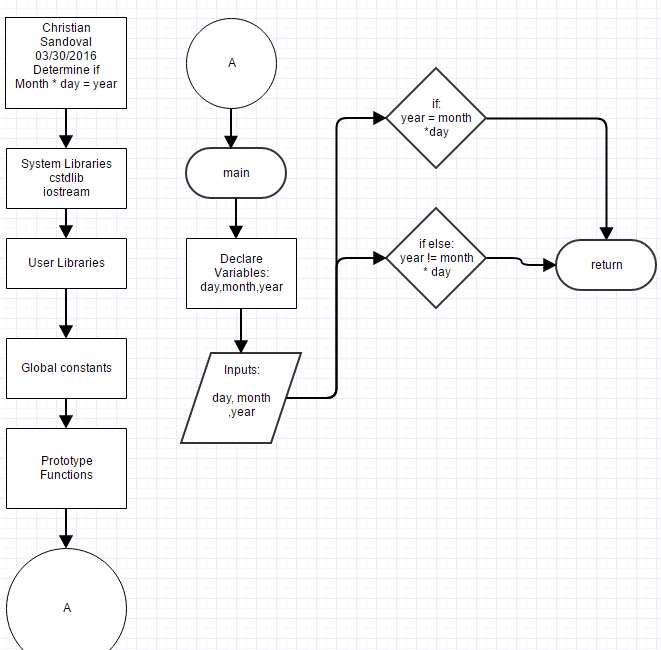 Christian
Sandoval
03/30/2016
Determine if
Month * day = year
System Libraries
cstdlib
iostream
User Libraries
Global constants
Prototype
Functions
A
A
main
Declare
Variables:
day,month,year
Inputs:
day, month
,year
if:
year = month
*day
if else:
year != month
* day
return